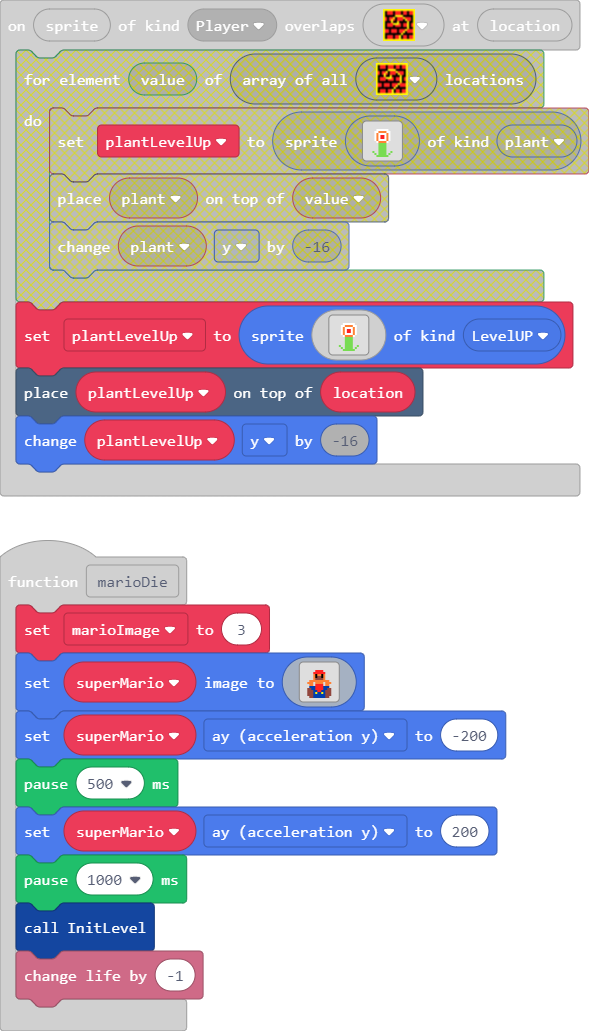 on sprite of kind Player overlaps at location
for element value of array of all locations
do
set plantLevelUp to sprite of kind plant
place plant on top of value
change plant y by -16
set plantLevelUp to sprite of kind LevelUP
place plantLevelUp on top of location
change plantLevelUp y by -16
function marioDie
set marioImage to 3
set superMario image to
set superMario ay (acceleration y) to -200
pause 500 ms
set superMario ay (acceleration y) to 200
pause 1000 ms
call InitLevel
change life by -1